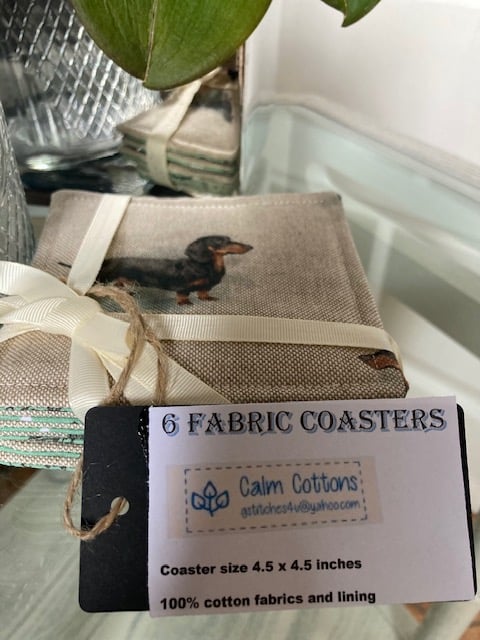 6 FABRIC COASTERS
Calm Cottons
gstitches4u@yahoo.com
Coaster size 4.5 x 4.5 inches
100% cotton fabrics and lining